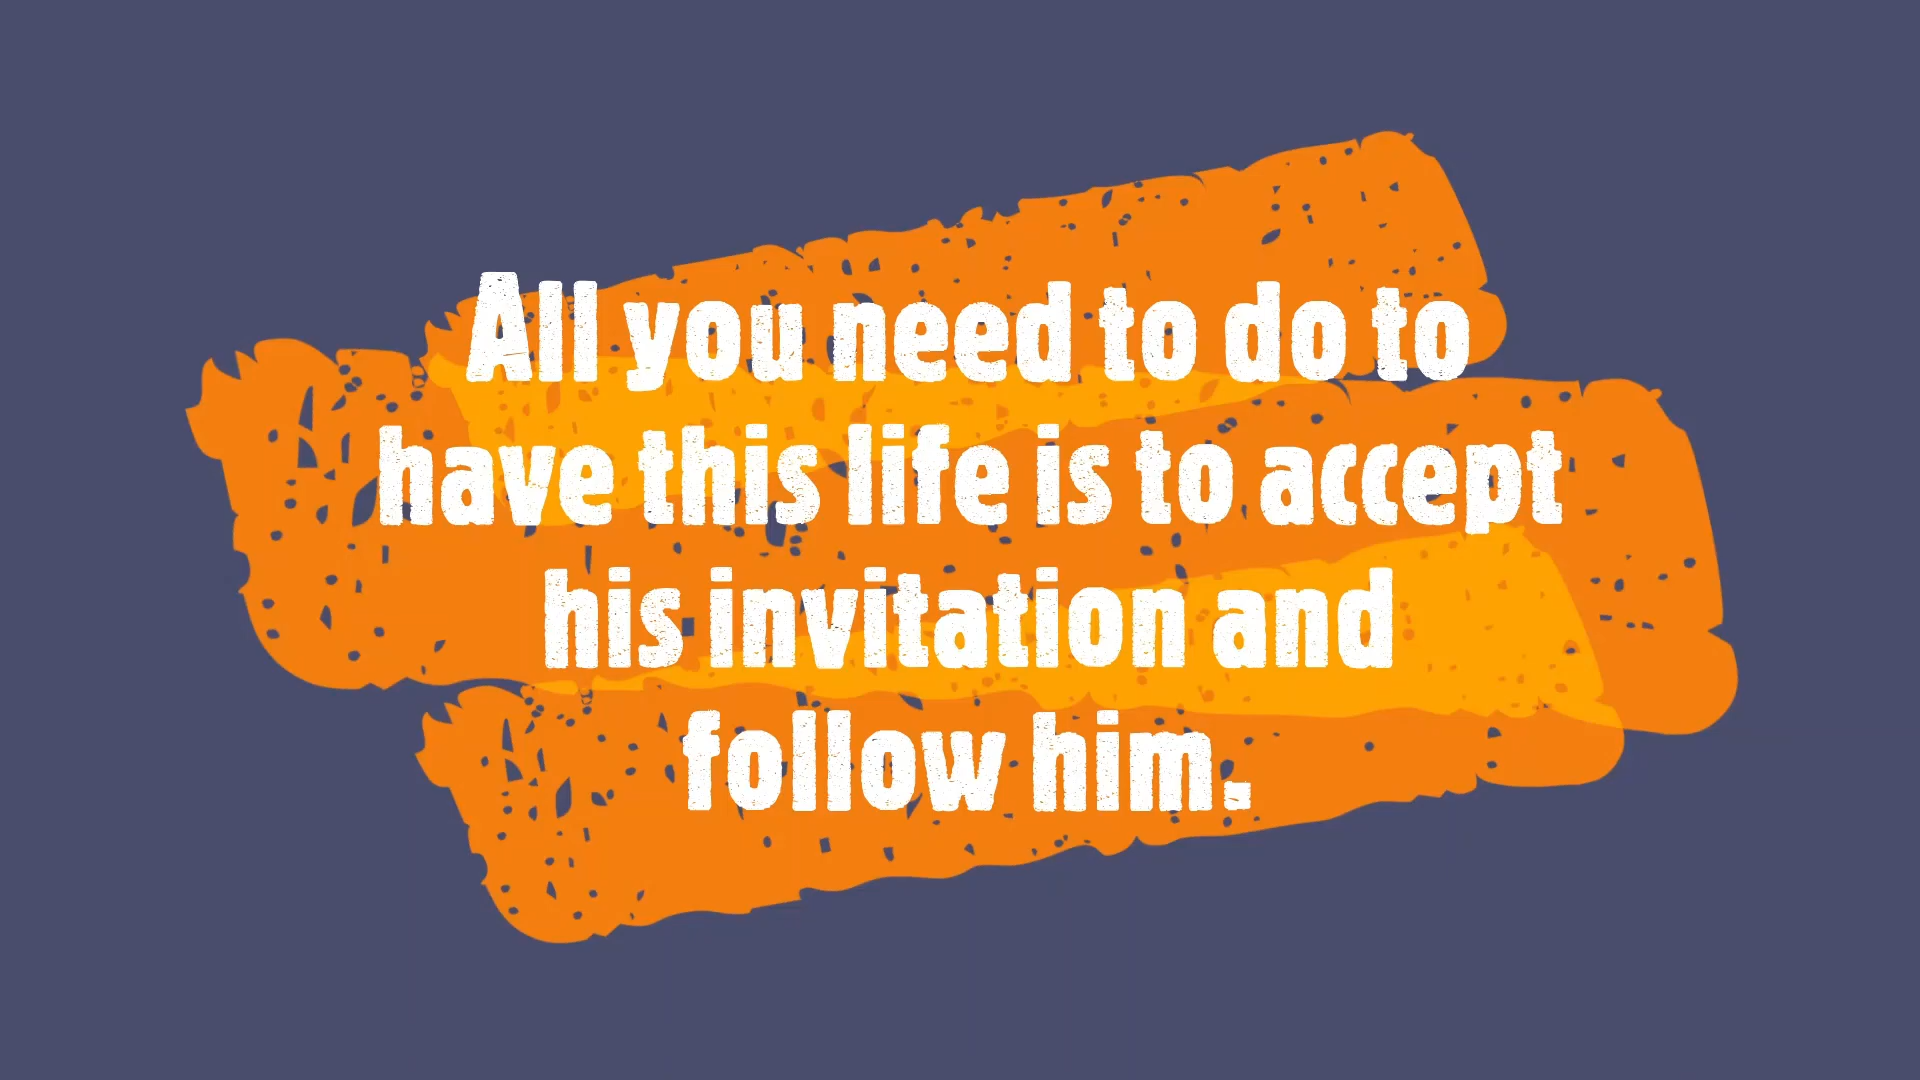 All you need to do to
have this life is to accept
his invitation and
follow him.